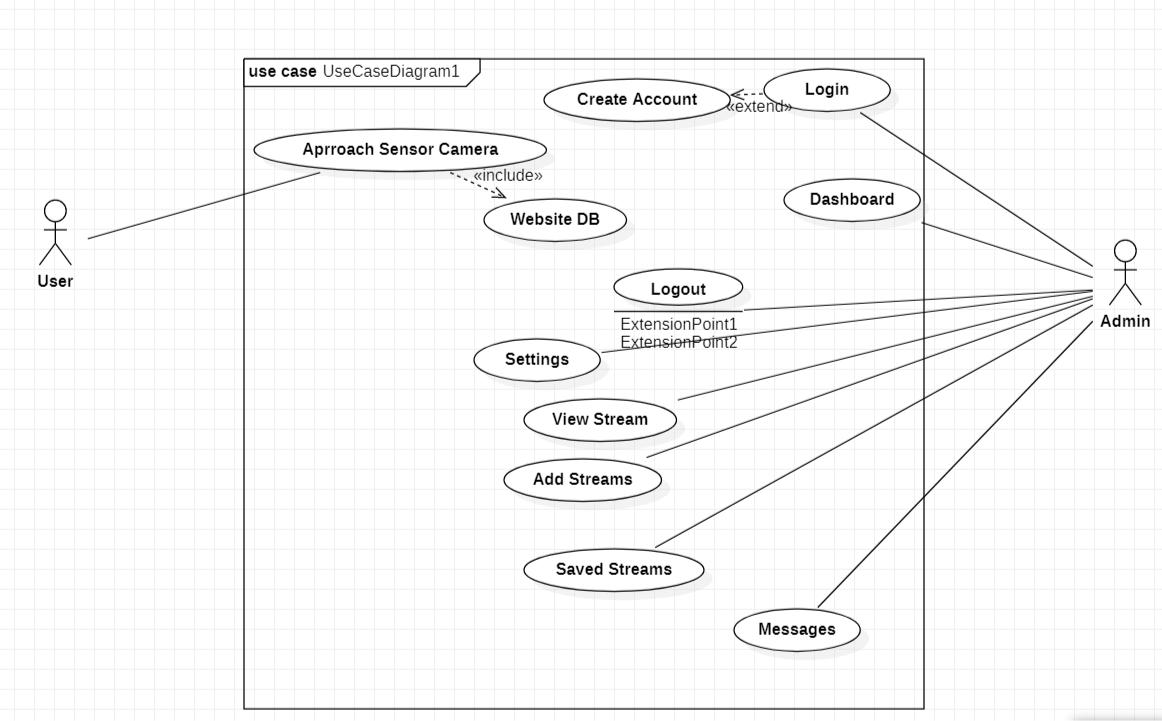 use case UseCaseDiagram1
Create Account
Login
«extend»
Aprroach Sensor Camera
«include»
Website DB
Dashboard
User
Logout
ExtensionPoint1
ExtensionPoint2
Admin
Settings
View Stream
Add Streams
Saved Streams
Messages